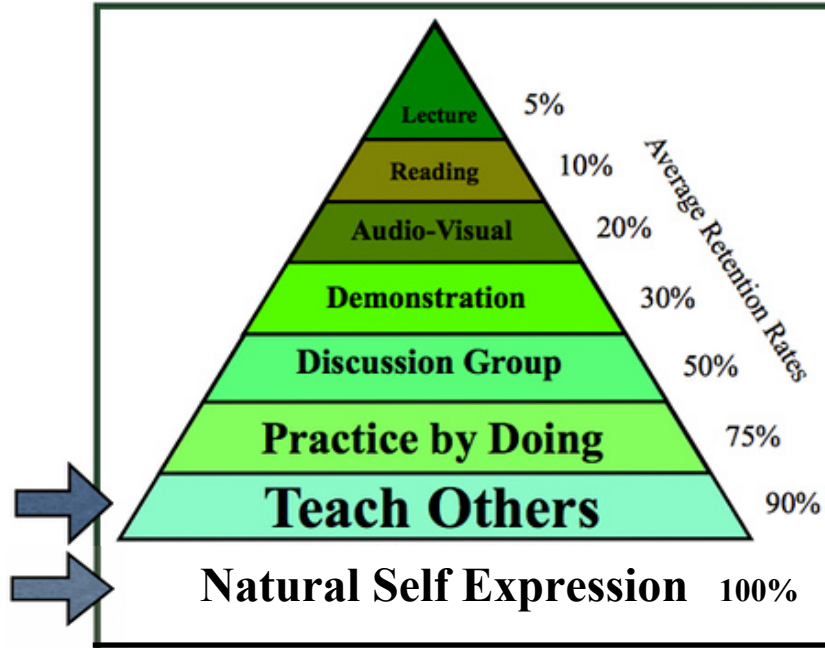 Lecture 5%
Reading 10%
Audio-Visual 20%
Demonstration 30%
Discussion Group 50%
Practice by Doing 75%
Teach Others 90%
Average Retention Rates
Natural Self Expression 100%